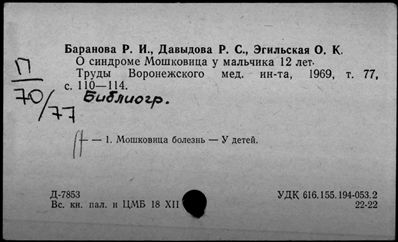 Баранова Р. И., Давыдова Р. С., Эгильская О. К.
О синдроме Мошковица у мальчика 12 лет.
Труды Воронежского мед. ин-та, 1969, т. 77,
с. 110—114.
П/70/77
Библиогр.
— 1. Мошковица болезнь — У детей.
Д-7853
УДК 616.155.194-053.2
Вс. кн. пал. и ЦМБ 18 XII
22-22